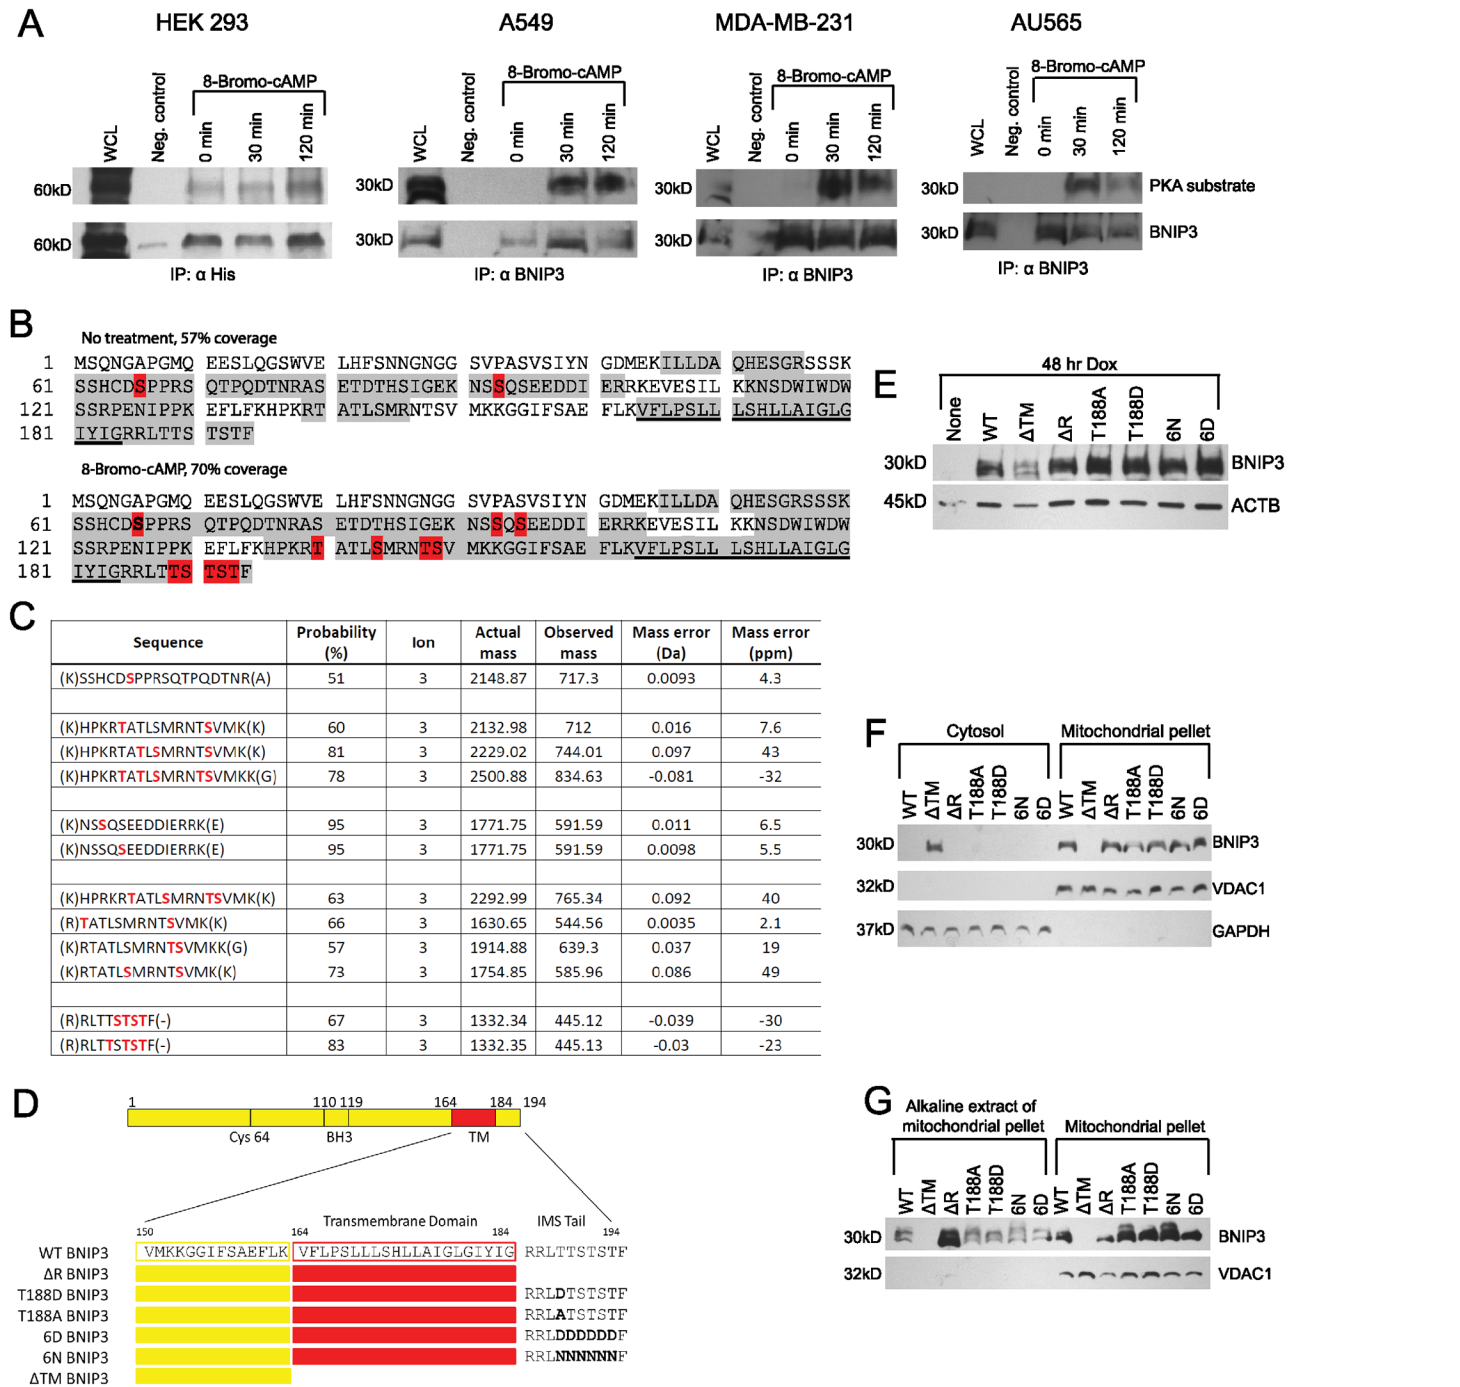 A
HEK 293
A549
MDA-MB-231
AU565
8-Bromo-cAMP
8-Bromo-cAMP
8-Bromo-cAMP
8-Bromo-cAMP
WCL Neg. control 0 min 30 min 120 min
WCL Neg. control 0 min 30 min 120 min
WCL Neg. control 0 min 30 min 120 min
WCL Neg. control 0 min 30 min 120 min
60kD 30kD 30kD 30kD PKA substrate
60kD 30kD 30kD 30kD BNIP3
IP: α His
IP: α BNIP3
IP: α BNIP3
IP: α BNIP3
B
No treatment, 57% coverage
1 MSQNGAPGMQ EESLQGSWVE LHFSNNGNGG SVPASVSIYN GDMEKILLDA QHESGRSSSK
61 SSHCDSPPRS QTPQDTNRAS ETDTHSIGEK NSSQSEEDDI ERRKEVESIL KKNSDWIWDW
121 SSRPENIPPK EFLFKHPKRT ATLSMRNTSV MKKGGIFSAE FLKVFLPSLL LSHLLAIGLG
181 IYIGRRLTTS TSTF
8-Bromo-cAMP, 70% coverage
1 MSQNGAPGMQ EESLQGSWVE LHFSNNGNGG SVPASVSIYN GDMEKILLDA QHESGRSSSK
61 SSHCDSPPRS QTPQDTNRAS ETDTHSIGEK NSSQSEEDDI ERRKEVESIL KKNSDWIWDW
121 SSRPENIPPK EFLFKHPKRT ATLSMRNTSV MKKGGIFSAE FLKVFLPSLL LSHLLAIGLG
181 IYIGRRLTTS TSTF
C
Sequence Probability (%) Ion Actual mass Observed mass Mass error (Da) Mass error (ppm)
(K)SSHCDSPPRSQTPQDTNR(A) 51 3 2148.87 717.3 0.0093 4.3
(K)HPKRTATLSMRNTSVMK(K) 60 3 2132.98 712 0.016 7.6
(K)HPKRTATLSMRNTSVMK(K) 81 3 2229.02 744.01 0.097 43
(K)HPKRTATLSMRNTSVMKK(G) 78 3 2500.88 834.63 -0.081 -32
(K)NSSQSEEDDIERRK(E) 95 3 1771.75 591.59 0.011 6.5
(K)NSSQSEEDDIERRK(E) 95 3 1771.75 591.59 0.0098 5.5
(K)HPRKRTATLSMRNTSVMK(K) 63 3 2292.99 765.34 0.092 40
(R)TATLSMRNTSVMK(K) 66 3 1630.65 544.56 0.0035 2.1
(K)RTATLSMRNTSVMKK(G) 57 3 1914.88 639.3 0.037 19
(K)RTATLSMRNTSVMK(K) 73 3 1754.85 585.96 0.086 49
(R)RLTTSTSTF(-) 67 3 1332.34 445.12 -0.039 -30
(R)RLTTSTSTF(-) 83 3 1332.35 445.13 -0.03 -23
D
1 110 119 164 184 194
Cys 64 BH3 TM
150 164 Transmembrane Domain 184 IMS Tail 194
WT BNIP3 VMKKGGIFSAEFLK VFLPSLLLSHLLAIGLGIYIG RRLTTSTSTF
ΔR BNIP3
T188D BNIP3 RRLDTSTSTF
T188A BNIP3 RRLATSTSTF
6D BNIP3 RRLDDDDDDF
6N BNIP3 RRLNNNNNNF
ΔTM BNIP3
E
48 hr Dox
None WT ΔTM ΔR T188A T188D 6N 6D
30kD BNIP3
45kD ACTB
F
Cytosol Mitochondrial pellet
WT ΔTM ΔR T188A T188D 6N 6D WT ΔTM ΔR T188A T188D 6N 6D
30kD BNIP3
32kD VDAC1
37kD GAPDH
G
Alkaline extract of
mitochondrial pellet Mitochondrial pellet
WT ΔTM ΔR T188A T188D 6N 6D WT ΔTM ΔR T188A T188D 6N 6D
30kD BNIP3
32kD VDAC1